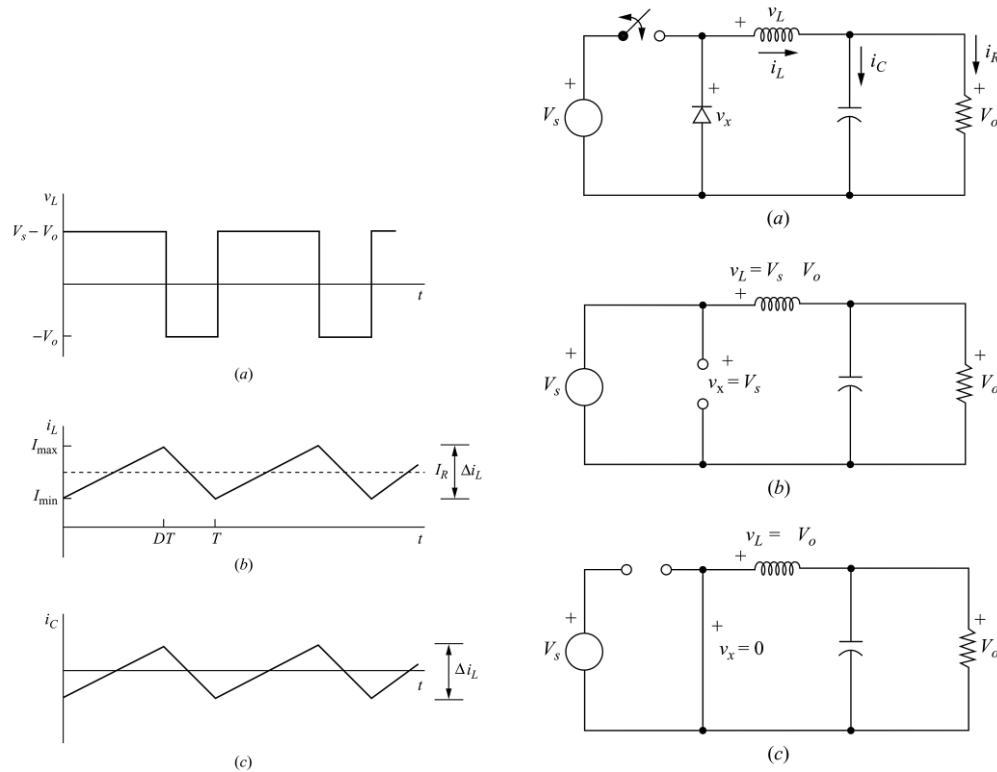 v_L
V_s − V_o
−V_o
t
(a)
i_L
I_max
I_min
I_R Δi_L
DT T t
(b)
i_C
Δi_L
t
(c)
+ v_L
i_L
i_C
i_R
+
V_s
+
v_x
+
V_o
(a)
v_L = V_s V_o
+
+
V_s
+
v_x = V_s
+
V_o
(b)
v_L = V_o
+
+
V_s
+
v_x = 0
+
V_o
(c)